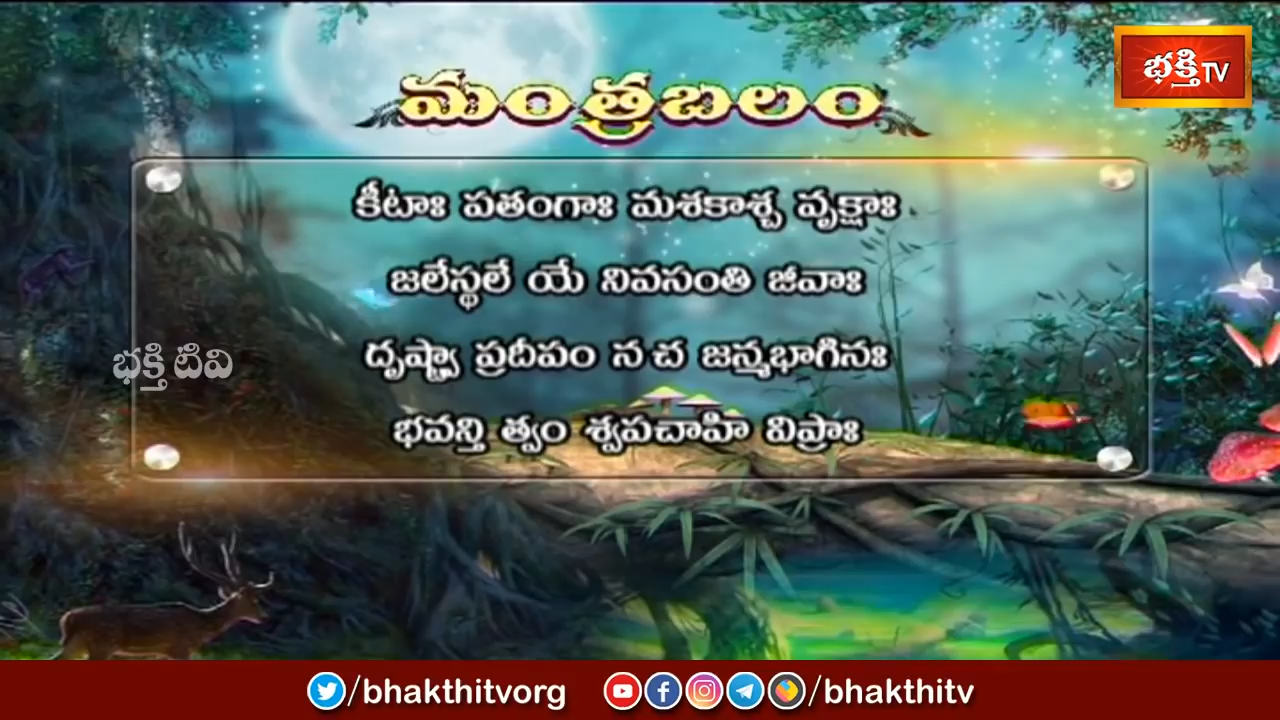 భక్తి TV
మంత్రబలం
కీటాః పతంగాః మశకాశ్చ వృక్షాః
జలేస్థలే యే నివసంతి జీవాః
దృష్ట్వా ప్రదీపం న చ జన్మభాగినః
భవన్తి త్వం శ్వపచాహి విప్రాః
భక్తి టివి
/bhakthitvorg /bhakthitv